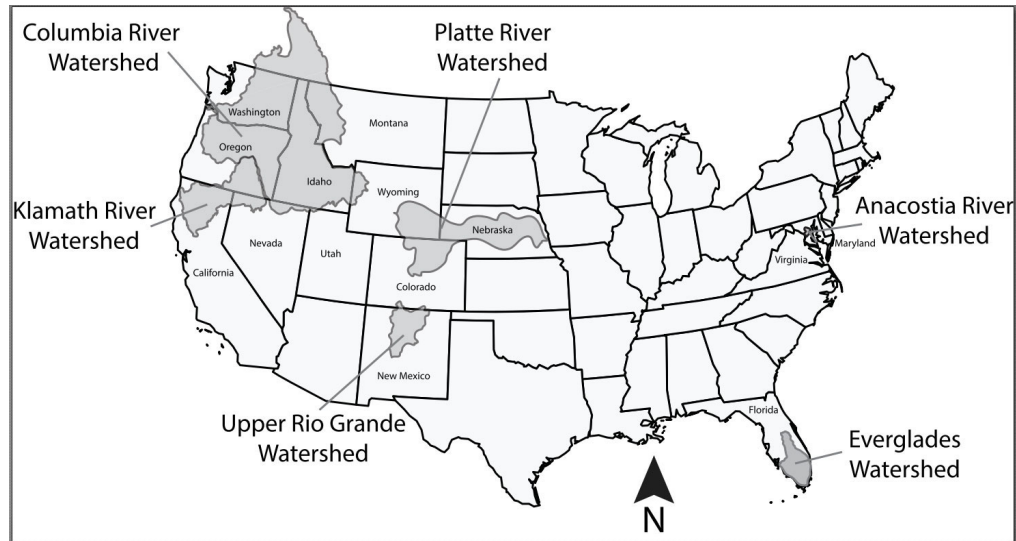 Columbia River
Watershed
Platte River
Watershed
Washington
Montana
Oregon
Idaho
Wyoming
Klamath River
Watershed
Nebraska
Anacostia River
Watershed
Maryland
Nevada
Utah
Virginia
California
Colorado
New Mexico
Upper Rio Grande
Watershed
Florida
Everglades
Watershed
N